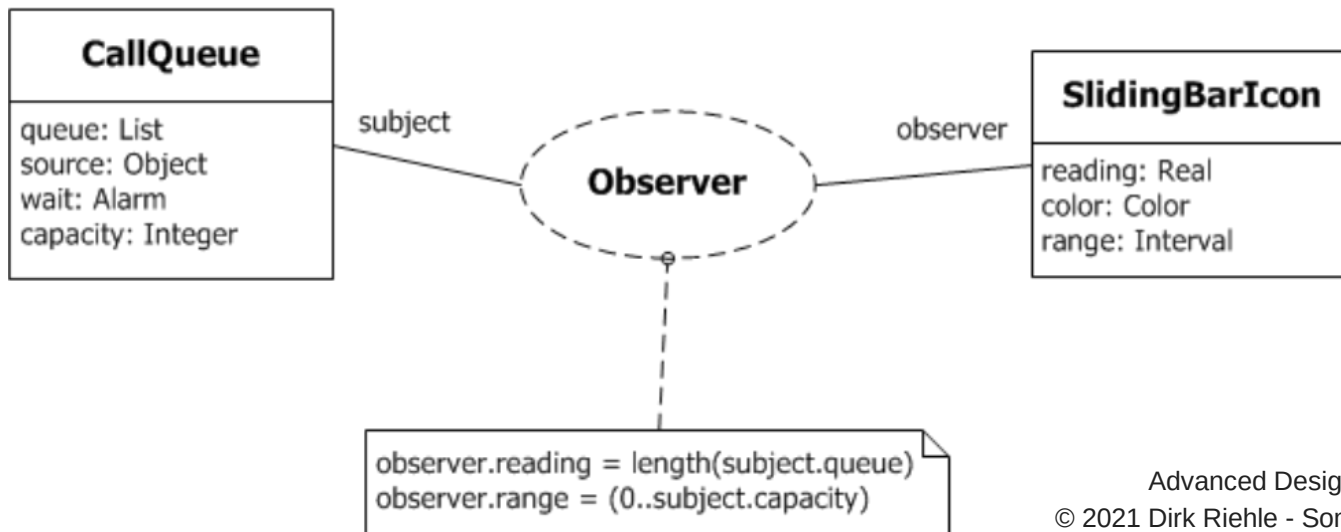 CallQueue
queue: List
source: Object
wait: Alarm
capacity: Integer
subject
Observer
observer
SlidingBarIcon
reading: Real
color: Color
range: Interval
observer.reading = length(subject.queue)
observer.range = (0..subject.capacity)
Advanced Desig
© 2021 Dirk Riehle - Sor